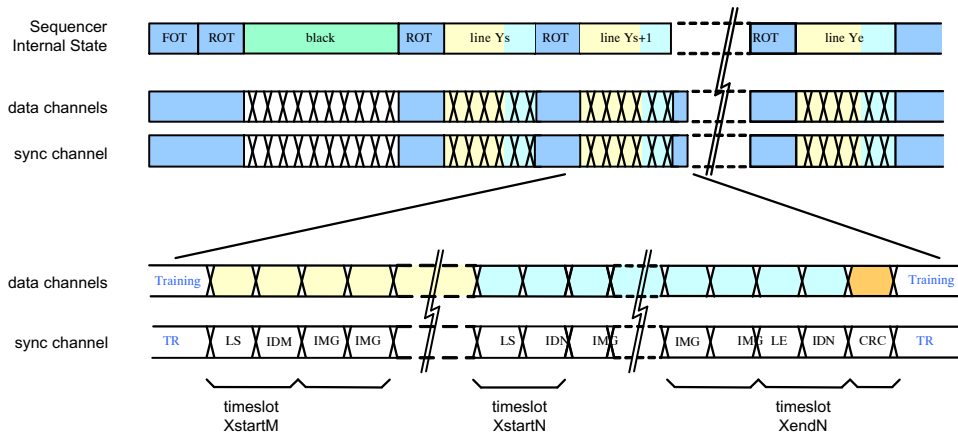 Sequencer
Internal State
FOT ROT black ROT line Ys ROT line Ys+1 ROT line Ye
data channels
sync channel
data channels
Training Training
sync channel
TR LS IDM IMG IMG LS IDN IMG IMG IMG LE IDN CRC TR
timeslot
XstartM
timeslot
XstartN
timeslot
XendN